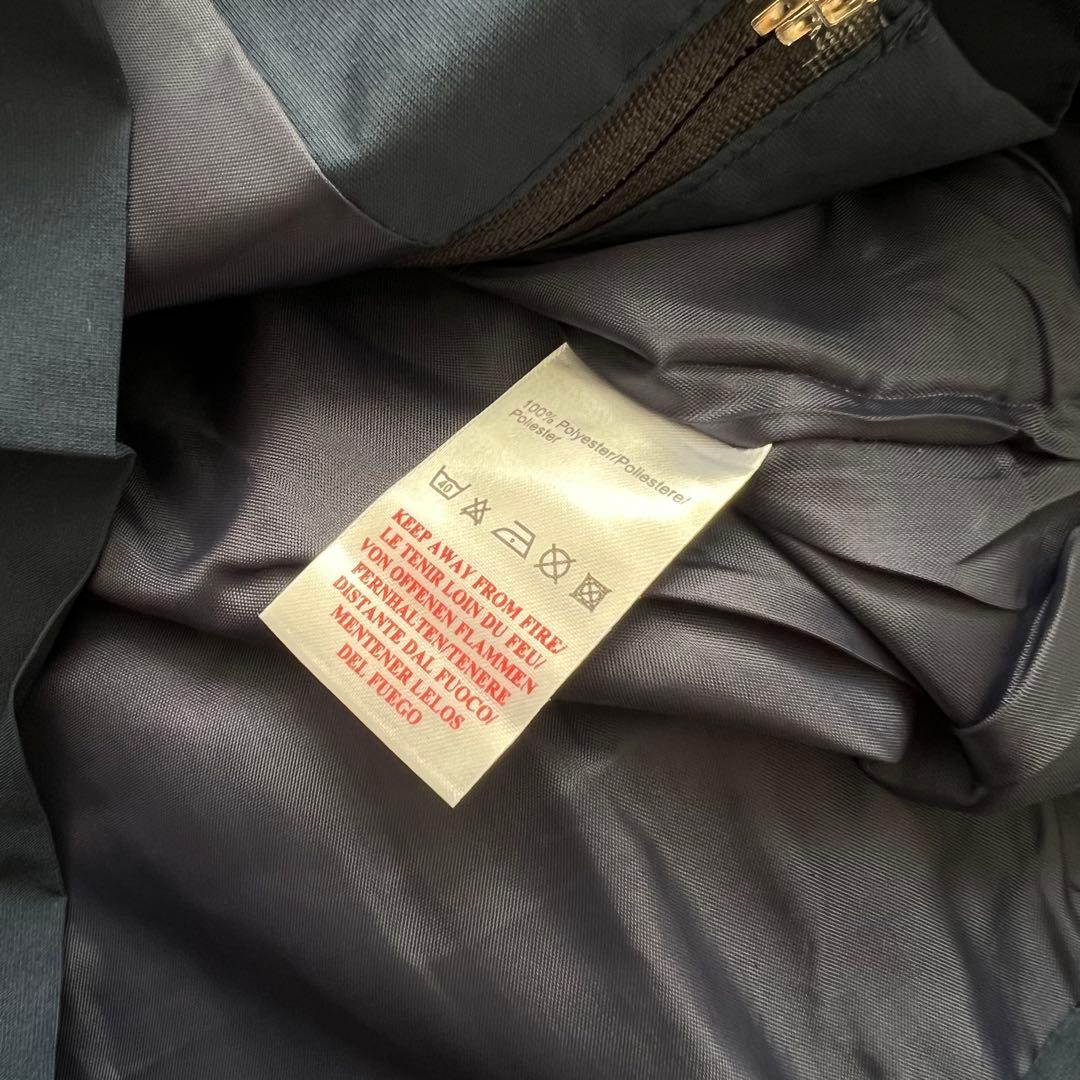 100% Polyester/Poliestere/
Poliester
40
KEEP AWAY FROM FIRE/
LE TENIR LOIN DU FEU/
VON OFFENEN FLAMMEN
FERNHALTEN/TENERE
DISTANTE DAL FUOCO/
MENTENER LELOS
DEL FUEGO